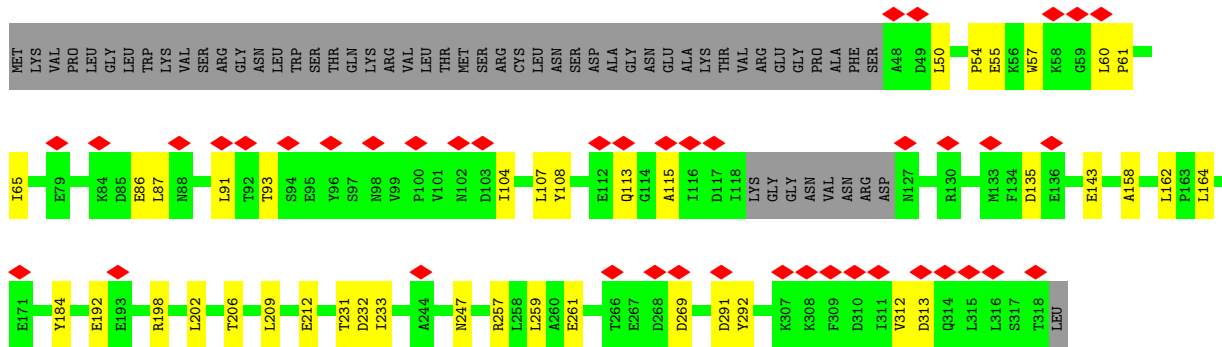 MET LYS VAL PRO LEU GLY LEU TRP LYS VAL SER ARG GLY ASN LEU TRP SER THR GLN LYS ARG VAL LEU THR MET SER ARG CYS LEU ASN SER ASP ALA GLY ASN GLU ALA LYS THR VAL ARG GLU GLY PRO ALA PHE SER A48 D49 L50 P54 E55 K56 W57 K58 G59 L60 P61
I65 E79 K84 D85 E86 L87 N88 L91 T92 T93 S94 E95 Y96 S97 N98 V99 P100 V101 N102 D103 I104 L107 Y108 E112 Q113 G114 A115 I116 D117 I118 LYS GLY GLY ASN VAL ASN ARG ASP N127 R130 M133 F134 D135 E136 E143 A158 L162 P163 L164
E171 Y184 E192 E193 R198 L202 T206 L209 E212 T231 D232 I233 A244 N247 R257 L258 L259 A260 E261 T266 E267 D268 D269 D291 Y292 K307 K308 F309 D310 I311 V312 D313 Q314 L315 L316 S317 T318 LEU